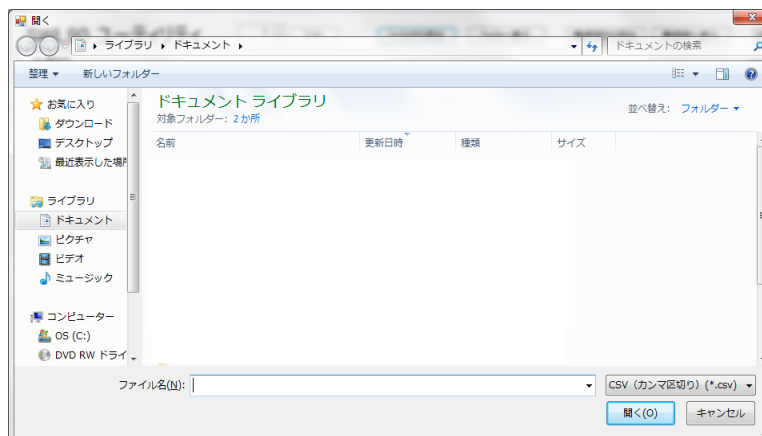 開く
ライブラリ ▸ ドキュメント ▸
ドキュメントの検索
整理 新しいフォルダー
お気に入り
ダウンロード
デスクトップ
最近表示した場所
ライブラリ
ドキュメント
ピクチャ
ビデオ
ミュージック
コンピューター
OS (C:)
DVD RW ドライ
ドキュメント ライブラリ
対象フォルダー: 2 か所
並べ替え: フォルダー
名前 更新日時 種類 サイズ
ファイル名(N):
CSV (カンマ区切り) (*.csv)
開く(O) キャンセル